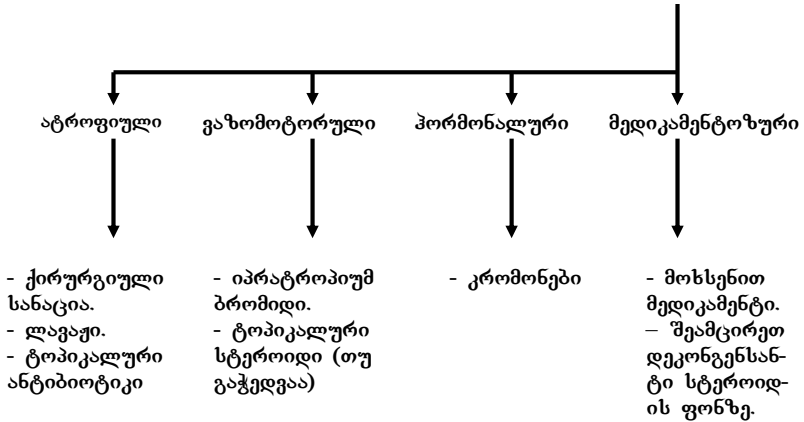 ატროფიული
ვაზომოტორული
ჰორმონალური
მედიკამენტოზური
- ქირურგიული
სანაცია.
- ლავაჟი.
- ტოპიკალური
ანტიბიოტიკი
- იპრატროპიუმ
ბრომიდი.
- ტოპიკალური
სტეროიდი (თუ
გაჭედვაა)
- კრომონები
- მოხსენით
მედიკამენტი.
– შეამცირეთ
დეკონგენსან-
ტი სტეროიდ-
ის ფონზე.